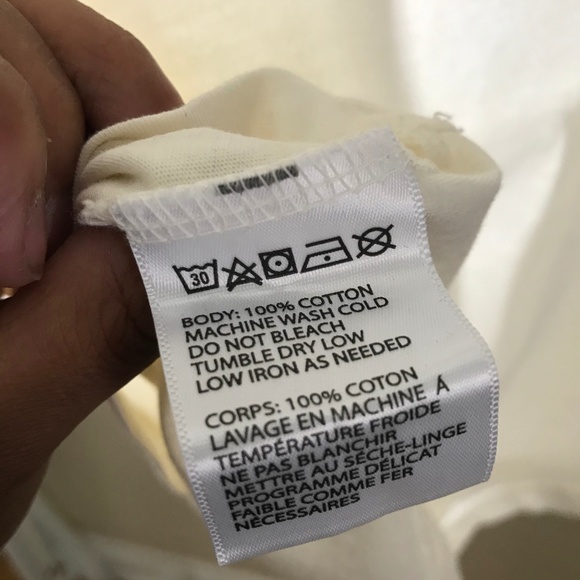 30
BODY: 100% COTTON
MACHINE WASH COLD
DO NOT BLEACH
TUMBLE DRY LOW
LOW IRON AS NEEDED
CORPS: 100% COTON
LAVAGE EN MACHINE À
TEMPÉRATURE FROIDE
NE PAS BLANCHIR
METTRE AU SÈCHE-LINGE
PROGRAMME DÉLICAT
FAIBLE COMME FER
NÉCESSAIRES